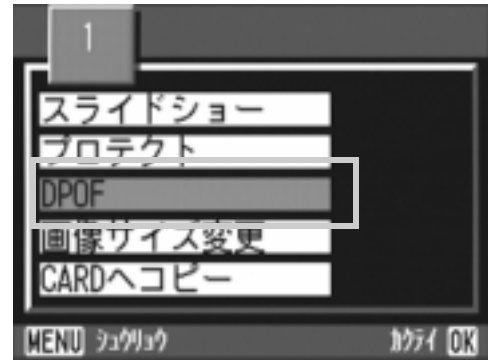 1
スライドショー
プロテクト
DPOF
画像サイズ変更
CARDへコピー
MENU ｼｭｳﾘｮｳ ｶｸﾃｲ OK